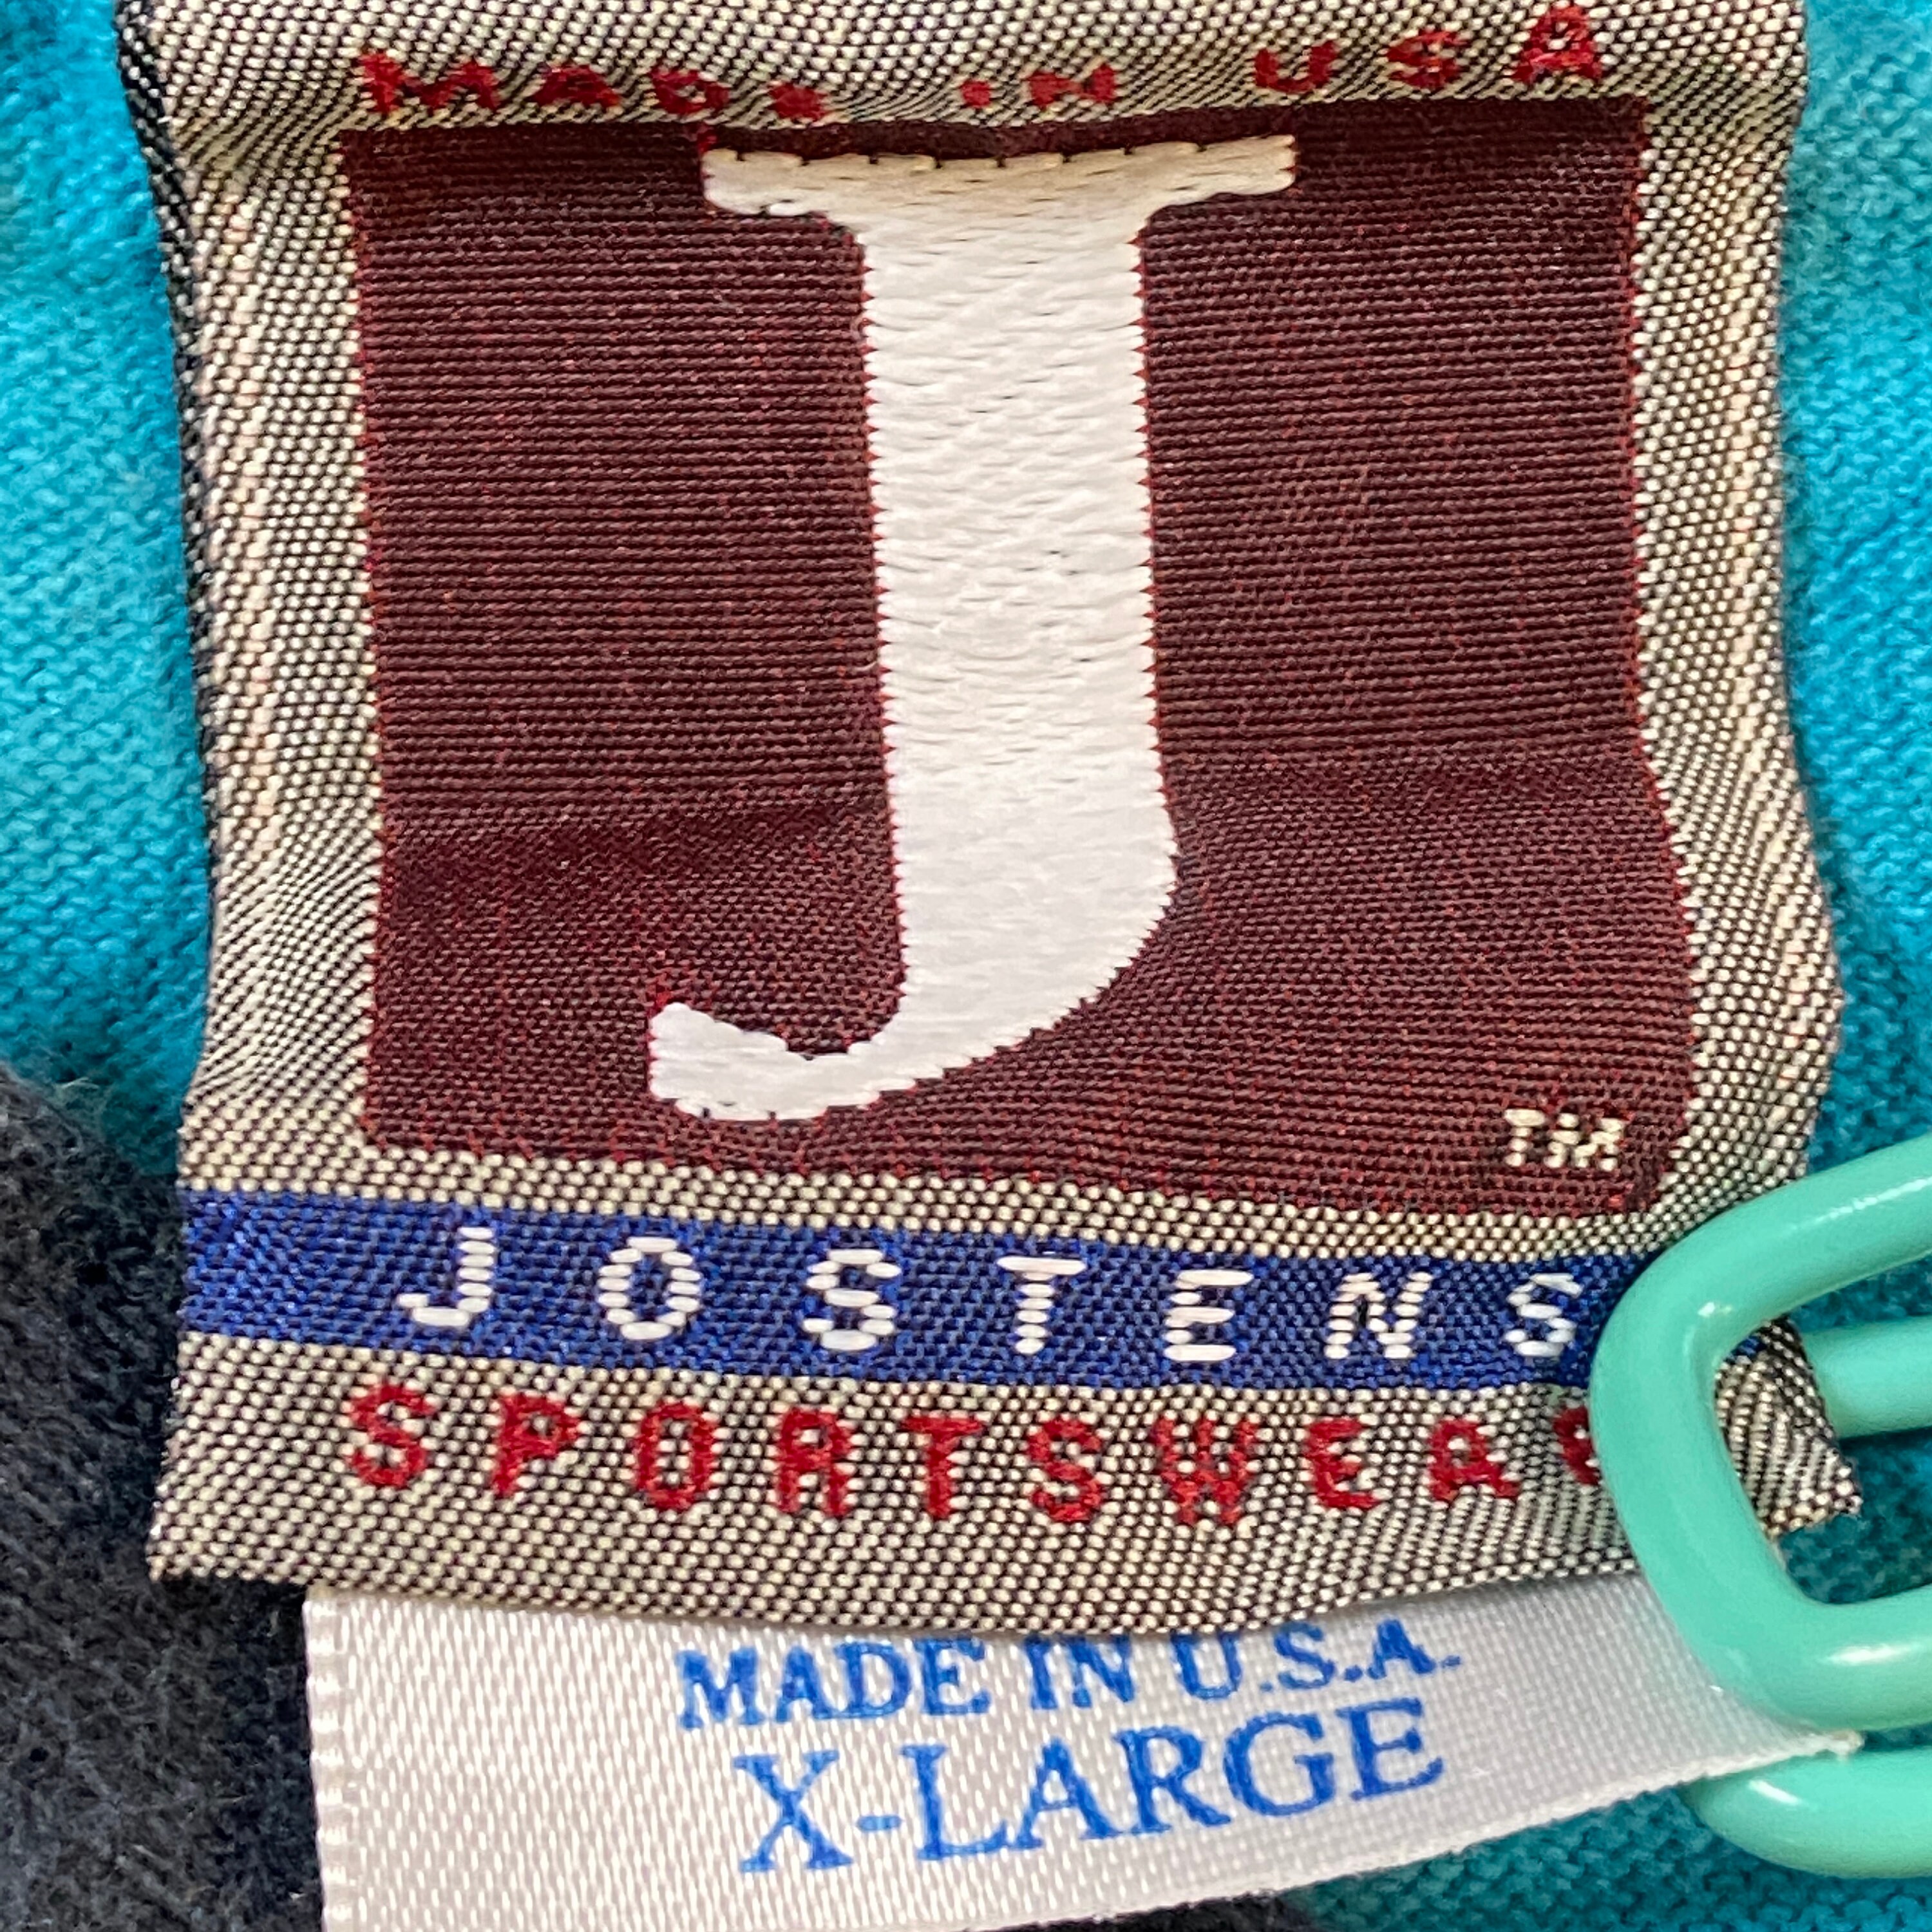 MADE IN USA
J
TM
JOSTENS
SPORTSWEAR
MADE IN U.S.A.
X-LARGE